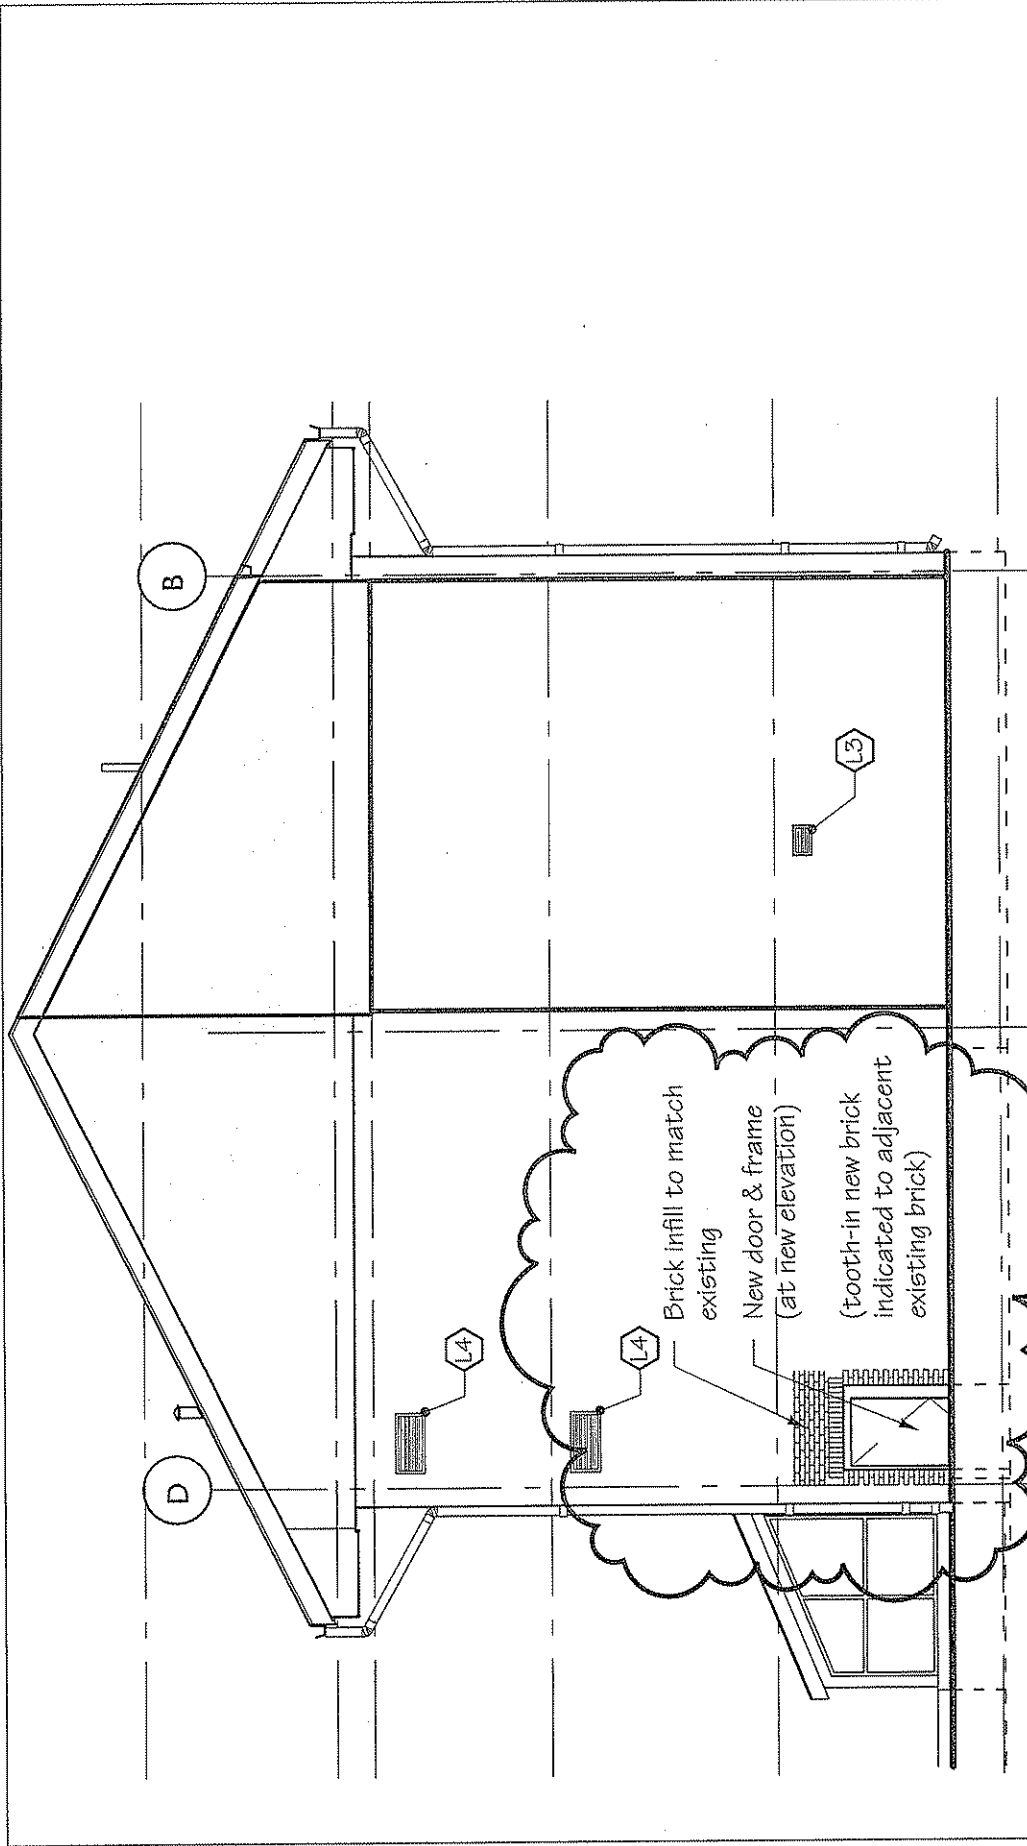 D
B
L4
L4
L3
Brick infill to match
existing
New door & frame
(at new elevation)
(tooth-in new brick
indicated to adjacent
existing brick)